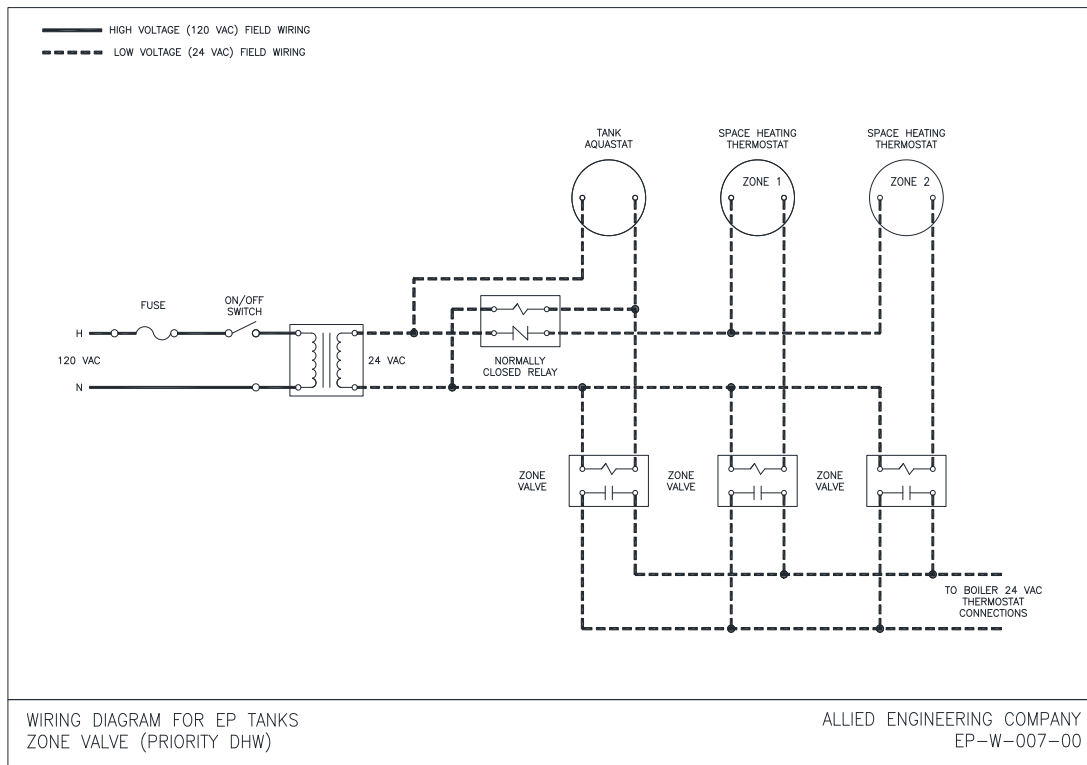 HIGH VOLTAGE (120 VAC) FIELD WIRING
LOW VOLTAGE (24 VAC) FIELD WIRING
TANK
AQUASTAT
SPACE HEATING
THERMOSTAT
SPACE HEATING
THERMOSTAT
ZONE 1
ZONE 2
FUSE
ON/OFF
SWITCH
H
120 VAC
24 VAC
N
NORMALLY
CLOSED RELAY
ZONE
VALVE
ZONE
VALVE
ZONE
VALVE
TO BOILER 24 VAC
THERMOSTAT
CONNECTIONS
WIRING DIAGRAM FOR EP TANKS
ZONE VALVE (PRIORITY DHW)
ALLIED ENGINEERING COMPANY
EP-W-007-00